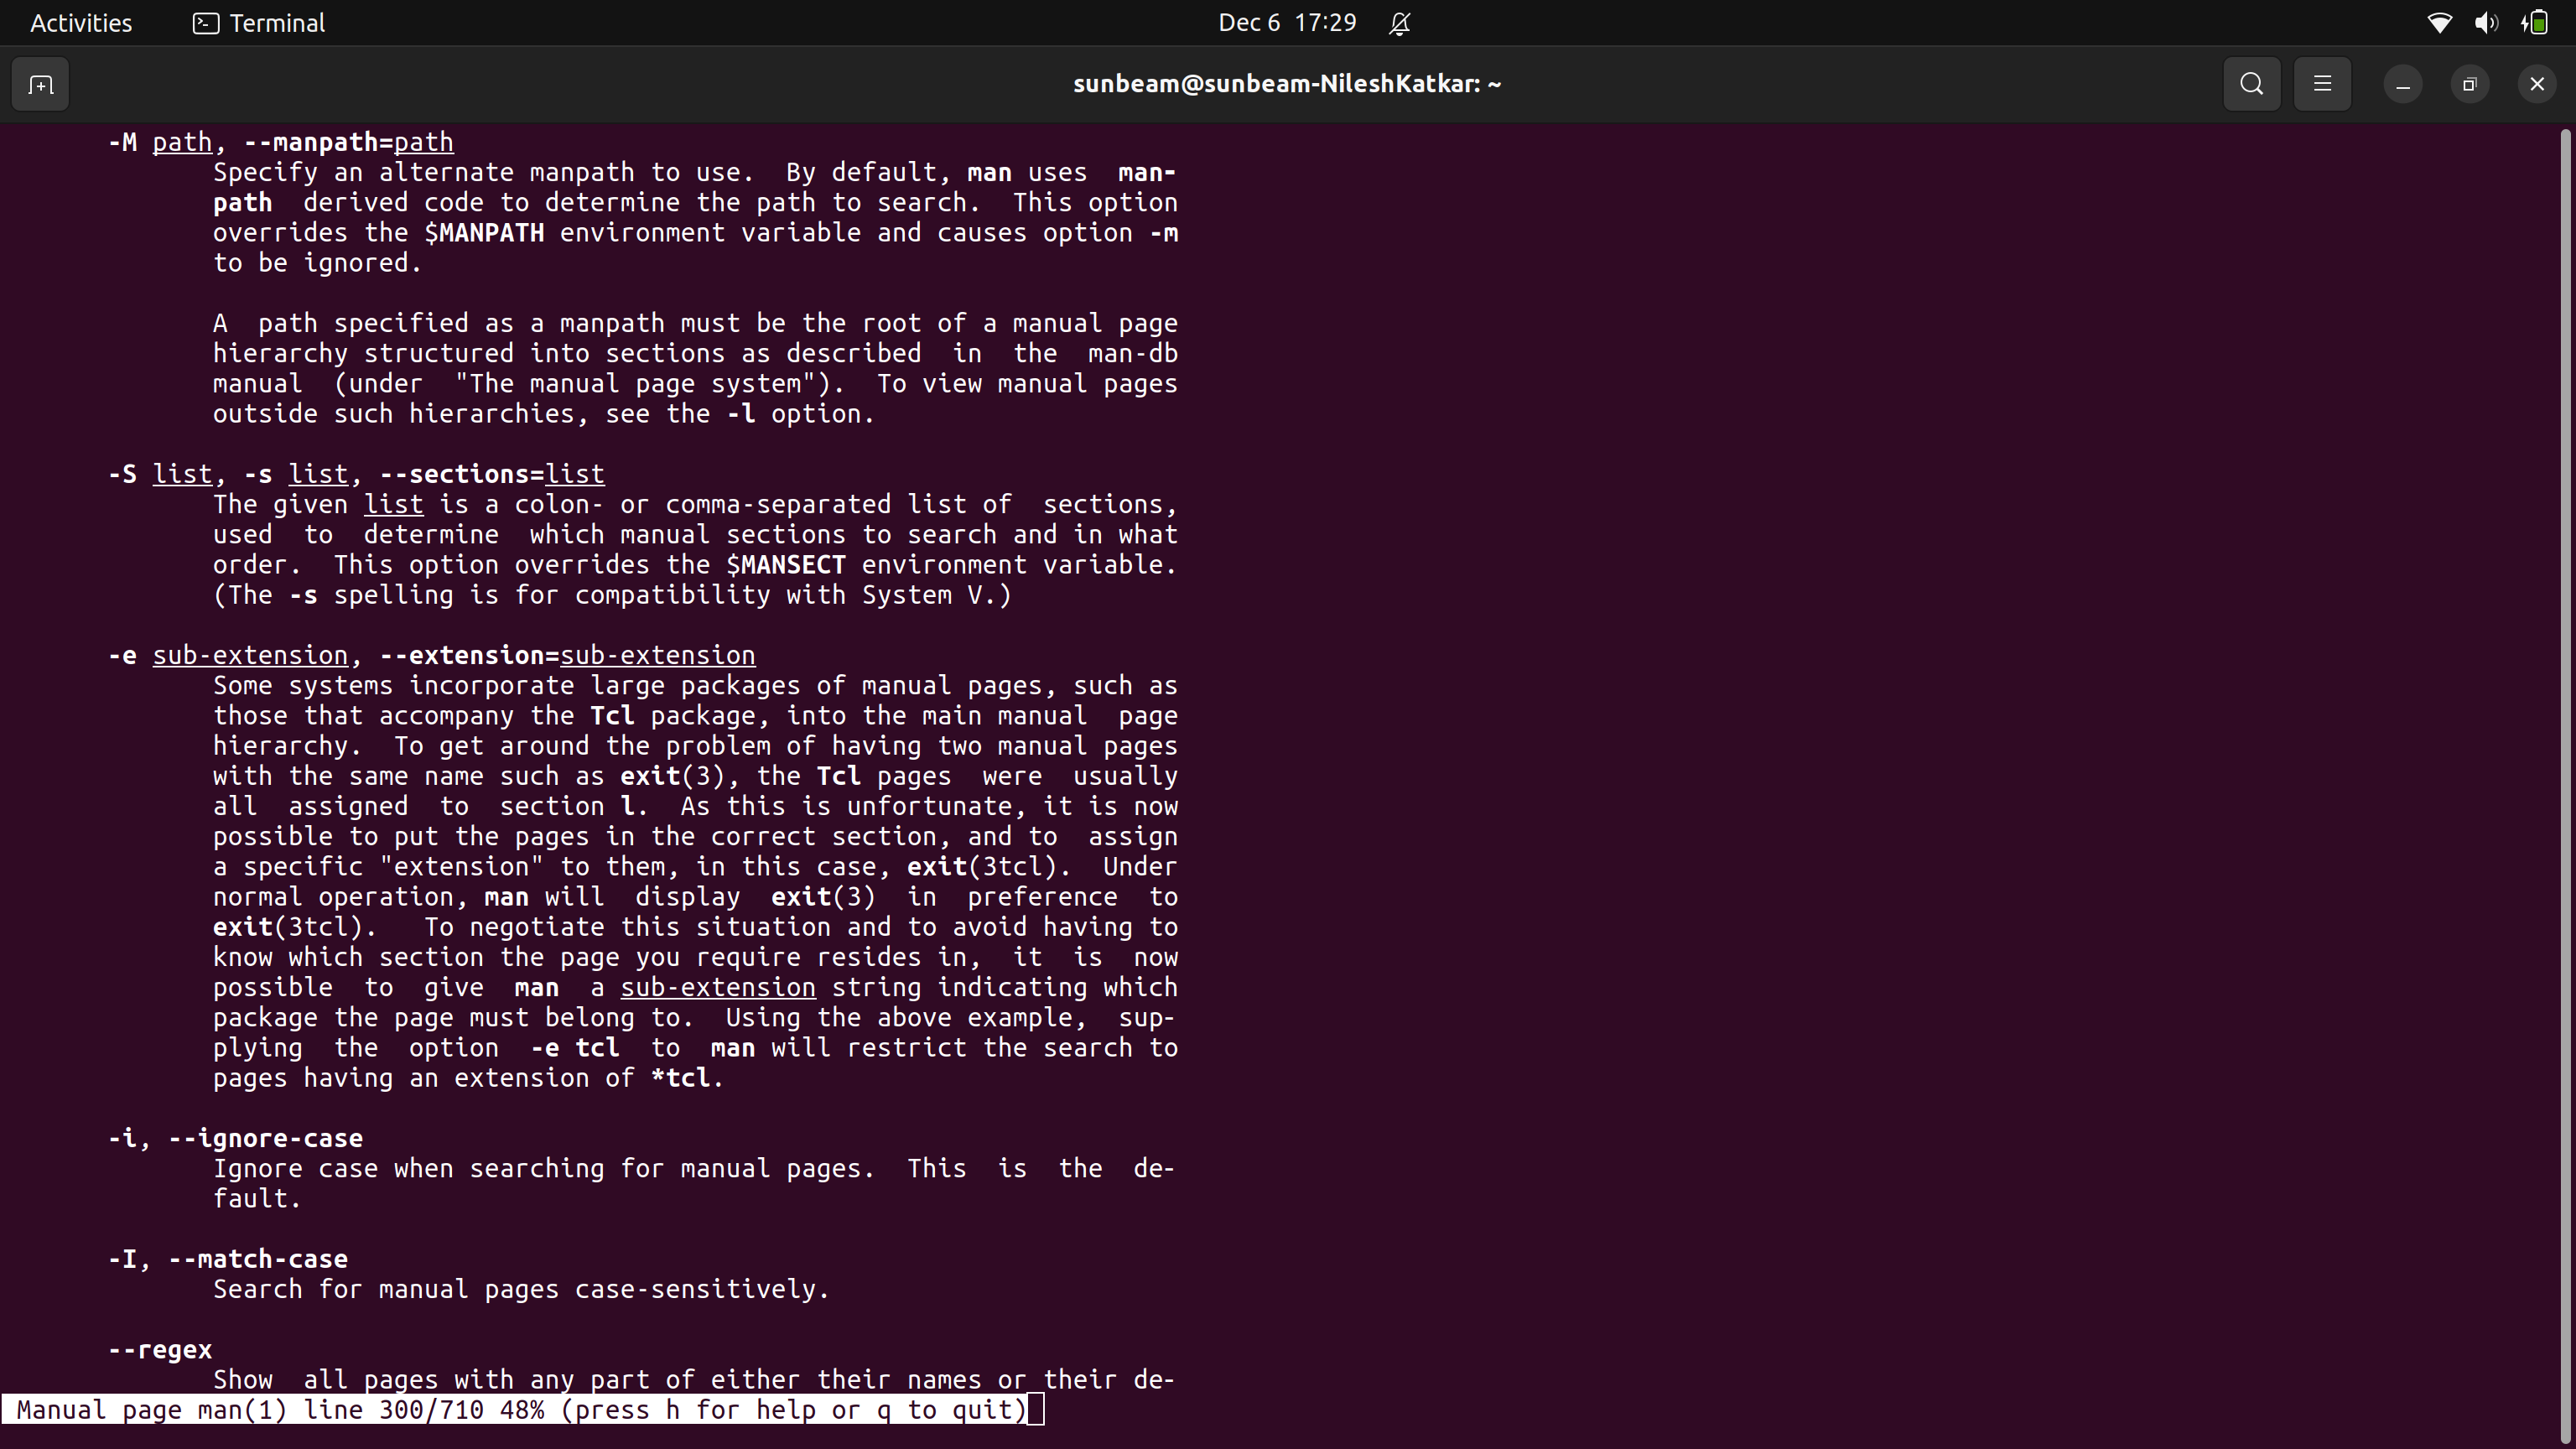 Activities Terminal Dec 6 17:29
sunbeam@sunbeam-NileshKatkar: ~
-M path, --manpath=path
Specify an alternate manpath to use.  By default, man uses  man-
path  derived code to determine the path to search.  This option
overrides the $MANPATH environment variable and causes option -m
to be ignored.
A  path specified as a manpath must be the root of a manual page
hierarchy structured into sections as described  in  the  man-db
manual  (under  "The manual page system").  To view manual pages
outside such hierarchies, see the -l option.
-S list, -s list, --sections=list
The given list is a colon- or comma-separated list of  sections,
used  to  determine  which manual sections to search and in what
order.  This option overrides the $MANSECT environment variable.
(The -s spelling is for compatibility with System V.)
-e sub-extension, --extension=sub-extension
Some systems incorporate large packages of manual pages, such as
those that accompany the Tcl package, into the main manual  page
hierarchy.  To get around the problem of having two manual pages
with the same name such as exit(3), the Tcl pages  were  usually
all  assigned  to  section l.  As this is unfortunate, it is now
possible to put the pages in the correct section, and to  assign
a specific "extension" to them, in this case, exit(3tcl).  Under
normal operation, man will  display  exit(3)  in  preference  to
exit(3tcl).   To negotiate this situation and to avoid having to
know which section the page you require resides in,  it  is  now
possible  to  give  man  a sub-extension string indicating which
package the page must belong to.  Using the above example,  sup-
plying  the  option  -e tcl  to  man will restrict the search to
pages having an extension of *tcl.
-i, --ignore-case
Ignore case when searching for manual pages.  This  is  the  de-
fault.
-I, --match-case
Search for manual pages case-sensitively.
--regex
Show  all pages with any part of either their names or their de-
Manual page man(1) line 300/710 48% (press h for help or q to quit)